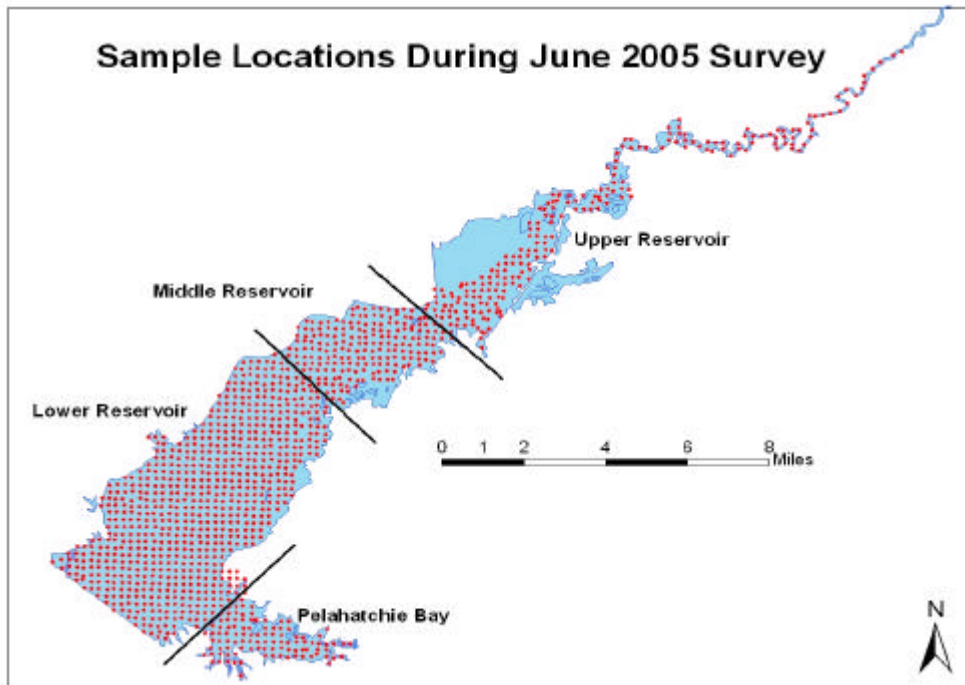 Sample Locations During June 2005 Survey
Upper Reservoir
Middle Reservoir
Lower Reservoir
0 1 2 4 6 8
Miles
Pelahatchie Bay
N